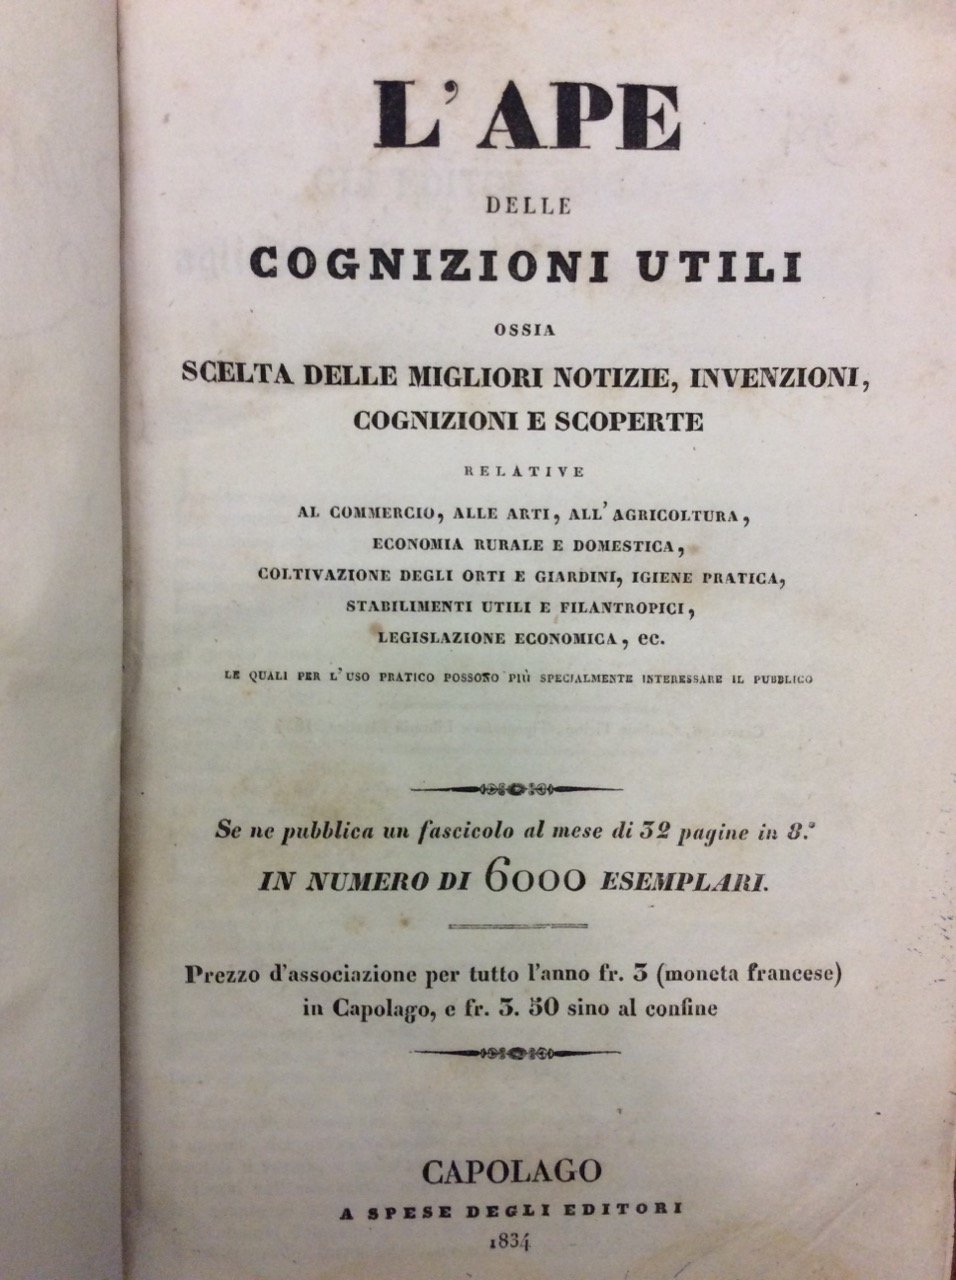 L'APE
DELLE
COGNIZIONI UTILI
OSSIA
SCELTA DELLE MIGLIORI NOTIZIE, INVENZIONI,
COGNIZIONI E SCOPERTE
RELATIVE
AL COMMERCIO, ALLE ARTI, ALL'AGRICOLTURA,
ECONOMIA RURALE E DOMESTICA,
COLTIVAZIONE DEGLI ORTI E GIARDINI, IGIENE PRATICA,
STABILIMENTI UTILI E FILANTROPICI,
LEGISLAZIONE ECONOMICA, ec.
LE QUALI PER L'USO PRATICO POSSONO PIÙ SPECIALMENTE INTERESSARE IL PUBBLICO
Se ne pubblica un fascicolo al mese di 32 pagine in 8.°
IN NUMERO DI 6000 ESEMPLARI.
Prezzo d'associazione per tutto l'anno fr. 3 (moneta francese)
in Capolago, e fr. 3. 50 sino al confine
CAPOLAGO
A SPESE DEGLI EDITORI
1834